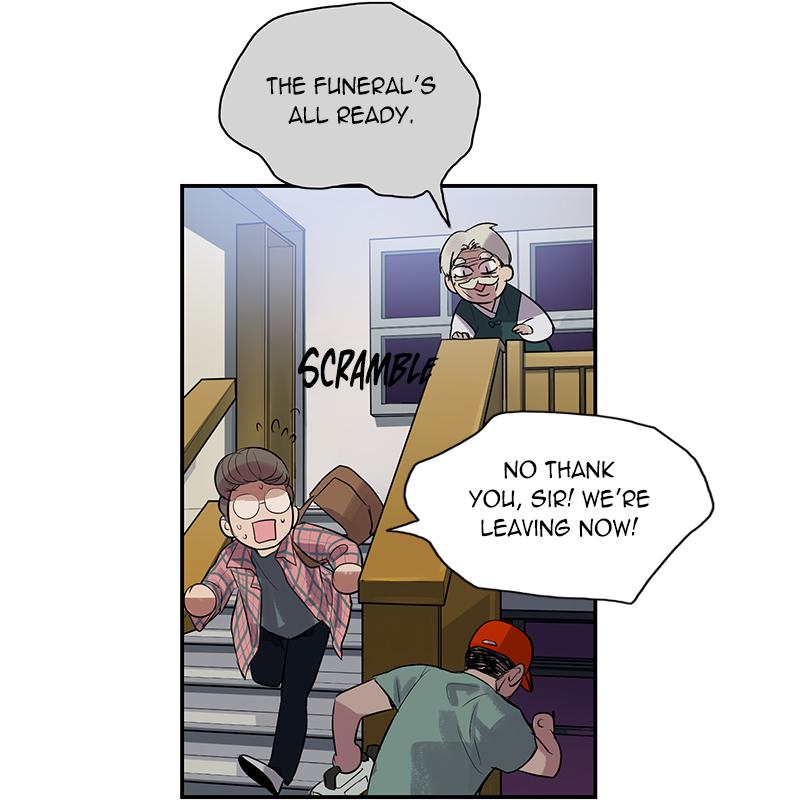 THE FUNERAL'S
ALL READY.
SCRAMBLE
NO THANK
YOU, SIR! WE'RE
LEAVING NOW!